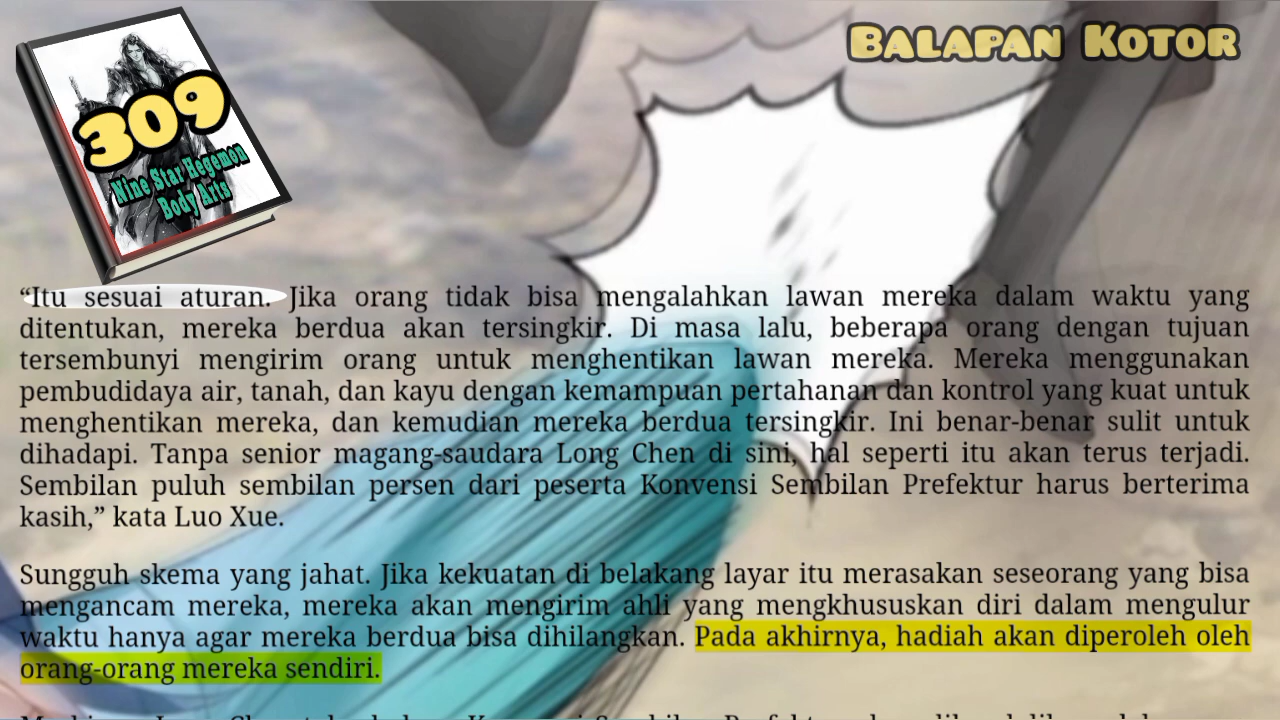 Balapan Kotor
309
Nine Star Hegemon
Body Arts
“Itu sesuai aturan. Jika orang tidak bisa mengalahkan lawan mereka dalam waktu yang
ditentukan, mereka berdua akan tersingkir. Di masa lalu, beberapa orang dengan tujuan
tersembunyi mengirim orang untuk menghentikan lawan mereka. Mereka menggunakan
pembudidaya air, tanah, dan kayu dengan kemampuan pertahanan dan kontrol yang kuat untuk
menghentikan mereka, dan kemudian mereka berdua tersingkir. Ini benar-benar sulit untuk
dihadapi. Tanpa senior magang-saudara Long Chen di sini, hal seperti itu akan terus terjadi.
Sembilan puluh sembilan persen dari peserta Konvensi Sembilan Prefektur harus berterima
kasih,” kata Luo Xue.
Sungguh skema yang jahat. Jika kekuatan di belakang layar itu merasakan seseorang yang bisa
mengancam mereka, mereka akan mengirim ahli yang mengkhususkan diri dalam mengulur
waktu hanya agar mereka berdua bisa dihilangkan. Pada akhirnya, hadiah akan diperoleh oleh
orang-orang mereka sendiri.